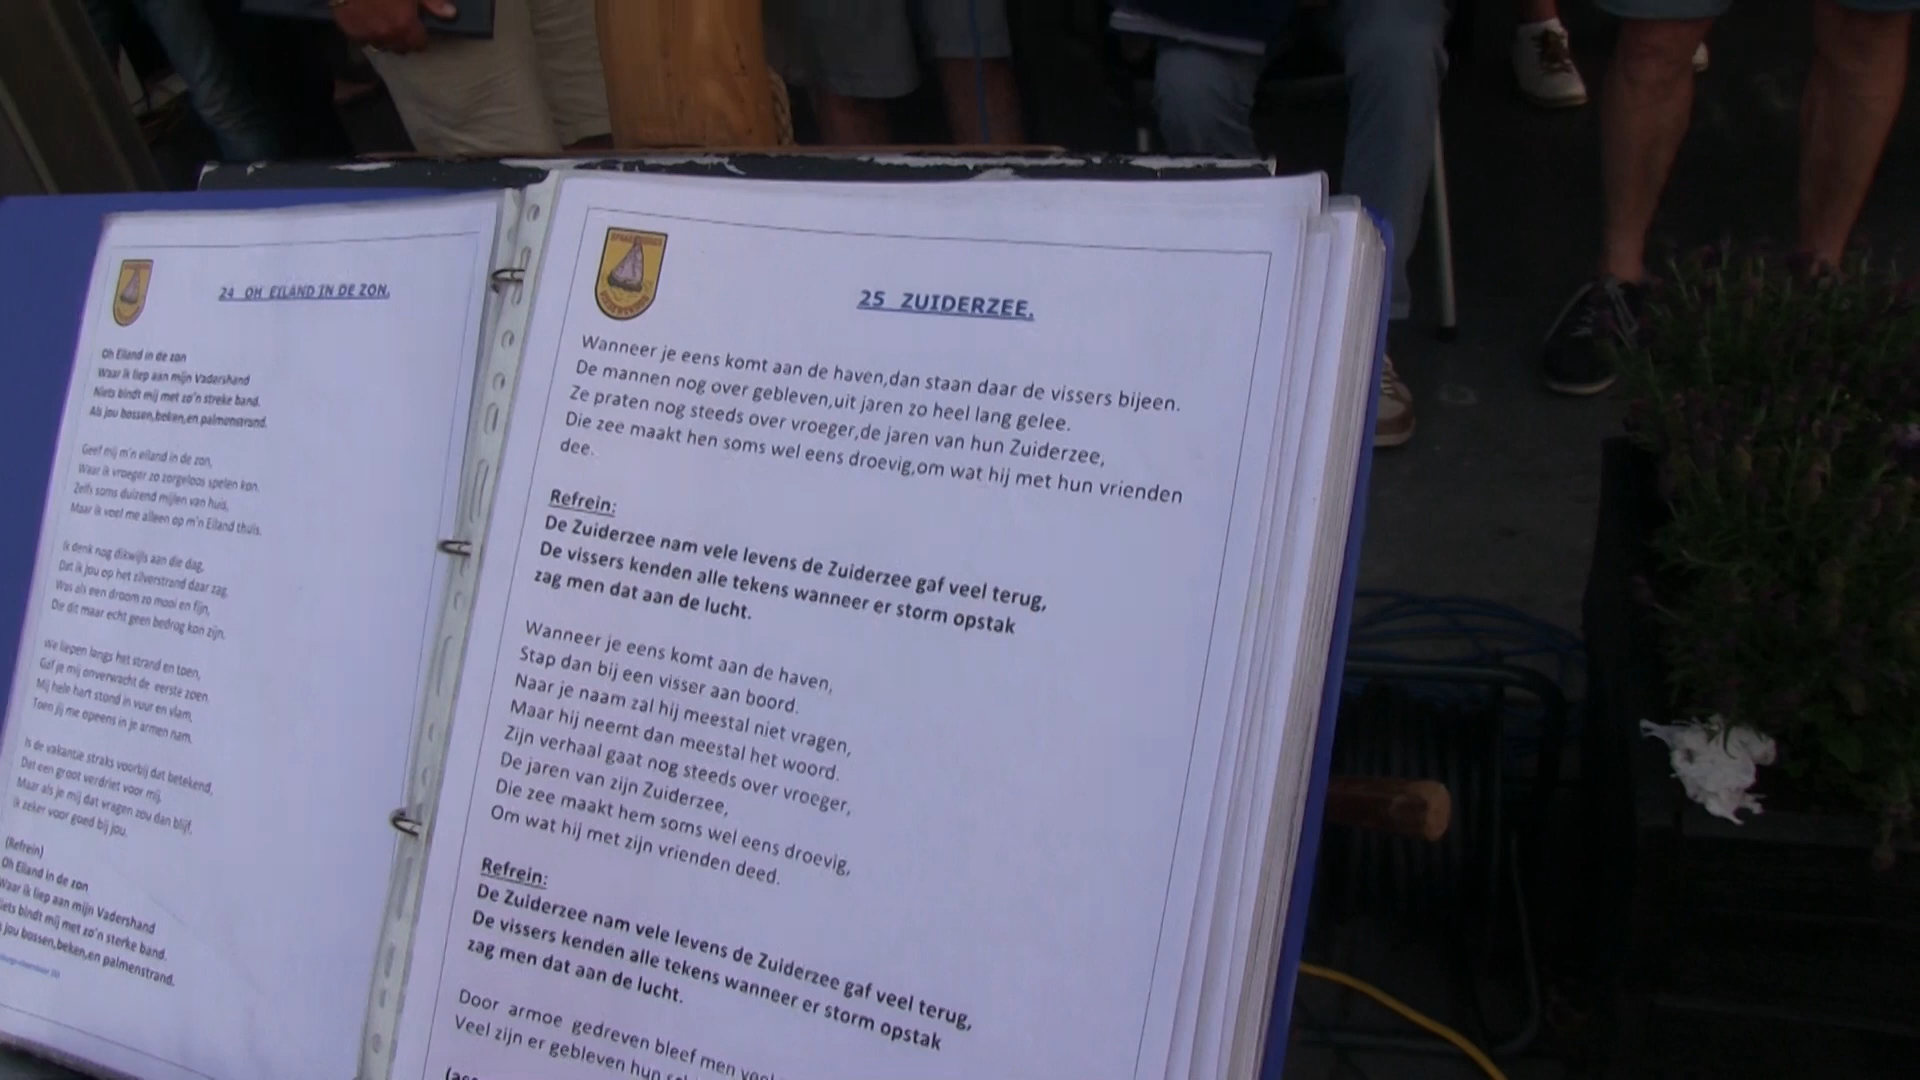 24 OH EILAND IN DE ZON.
Oh Eiland in de zon
Waar ik liep aan mijn Vadershand
Niets bindt mij met zo'n streke band.
Als jou bossen,beken,en palmenstrand.
Geef mij m'n eiland in de zon,
Waar ik vroeger zo zorgeloos spelen kon.
Zelfs soms duizend mijlen van huis,
Maar ik voel me alleen op m'n Eiland thuis.
Ik denk nog dikwijls aan die dag,
Dat ik jou op het zilverstrand daar zag.
Was als een droom zo mooi en fijn,
Die dit maar echt geen bedrog kon zijn.
We liepen langs het strand en toen,
Gaf je mij onverwacht de eerste zoen.
Mij hele hart stond in vuur en vlam,
Toen jij me opeens in je armen nam.
Is de vakantie straks voorbij dat betekend,
Dat een groot verdriet voor mij.
Maar als je mij dat vragen zou dan blijf,
Ik zeker voor goed bij jou.
(Refrein)
Oh Eiland in de zon
Waar ik liep aan mijn Vadershand
Niets bindt mij met zo'n sterke band.
jou bossen,beken,en palmenstrand.
25 ZUIDERZEE.
Wanneer je eens komt aan de haven,dan staan daar de vissers bijeen.
De mannen nog over gebleven,uit jaren zo heel lang gelee.
Ze praten nog steeds over vroeger,de jaren van hun Zuiderzee,
Die zee maakt hen soms wel eens droevig,om wat hij met hun vrienden
dee.
Refrein:
De Zuiderzee nam vele levens de Zuiderzee gaf veel terug,
De vissers kenden alle tekens wanneer er storm opstak
zag men dat aan de lucht.
Wanneer je eens komt aan de haven,
Stap dan bij een visser aan boord.
Naar je naam zal hij meestal niet vragen,
Maar hij neemt dan meestal het woord.
Zijn verhaal gaat nog steeds over vroeger,
De jaren van zijn Zuiderzee,
Die zee maakt hem soms wel eens droevig,
Om wat hij met zijn vrienden deed.
Refrein:
De Zuiderzee nam vele levens de Zuiderzee gaf veel terug,
De vissers kenden alle tekens wanneer er storm opstak
zag men dat aan de lucht.
Door armoe gedreven bleef men
Veel zijn er gebleven hun